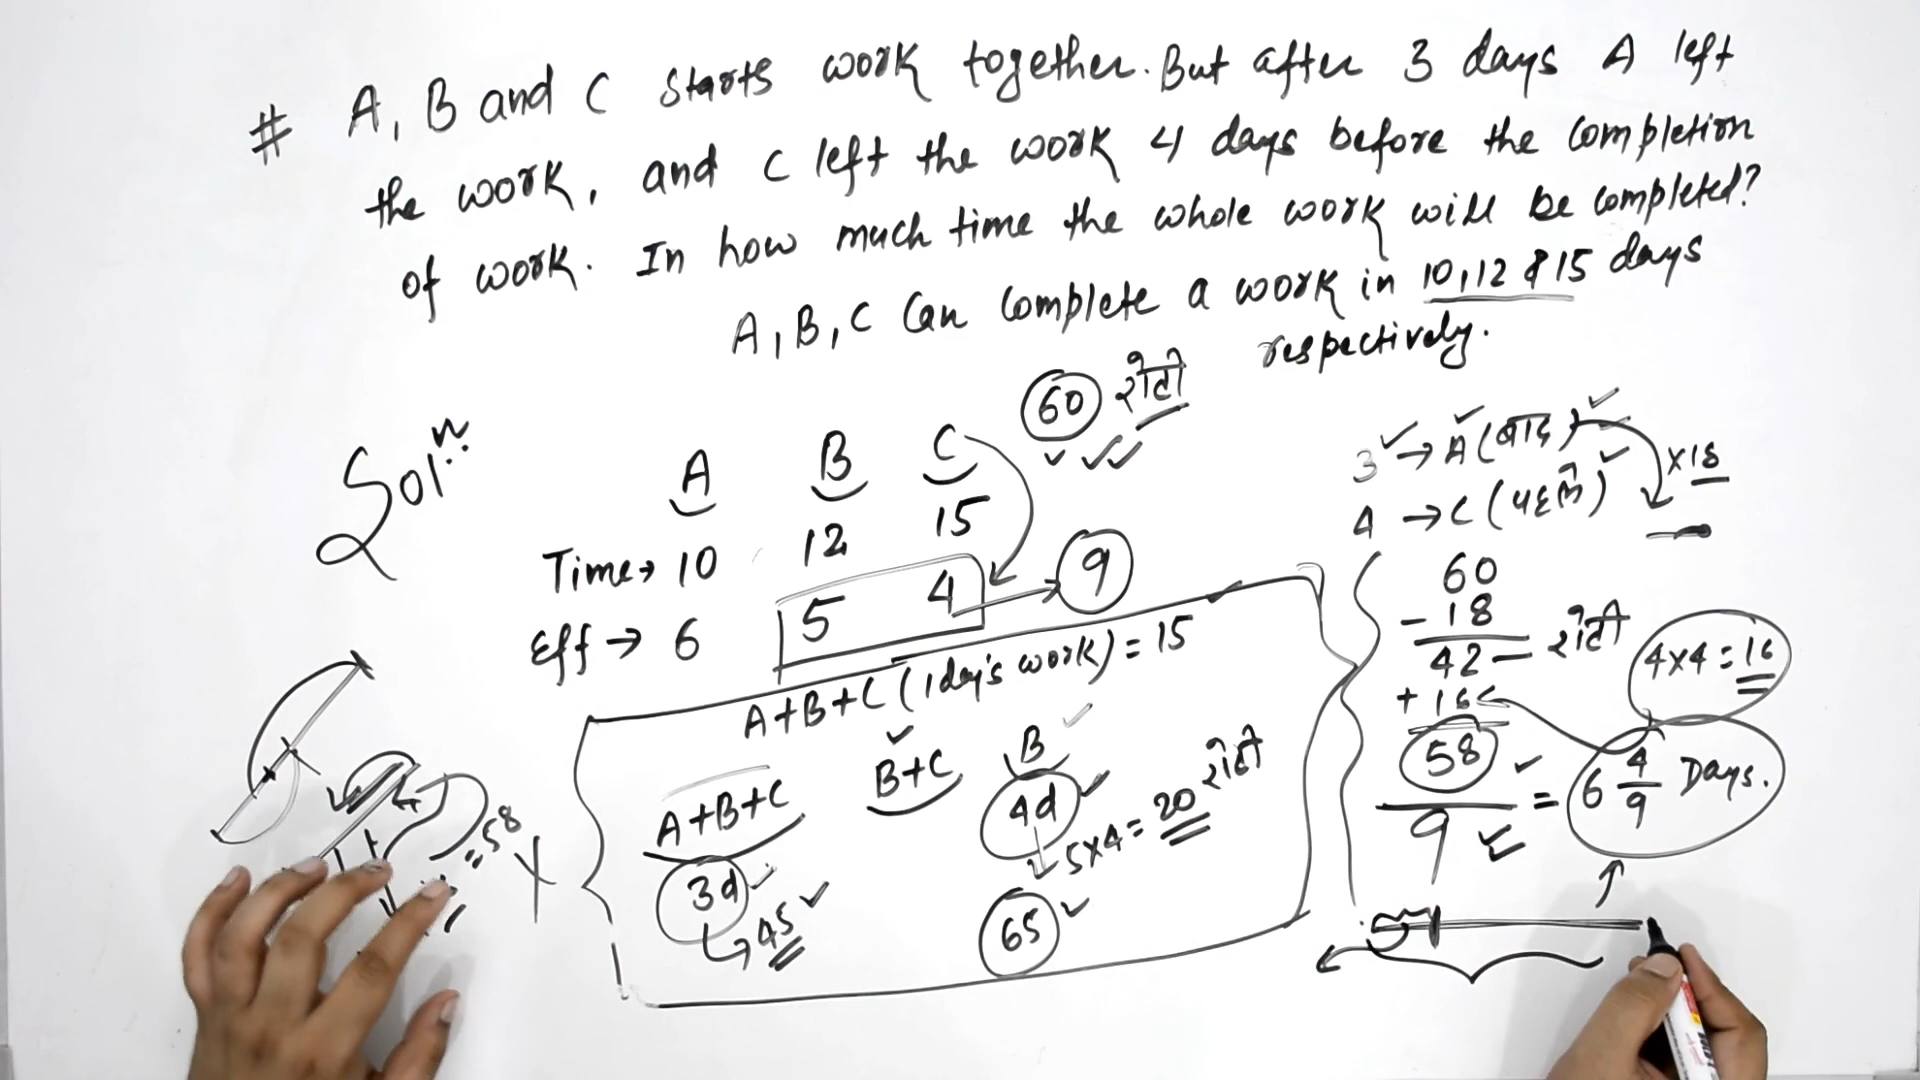 # A, B and C starts work together. But after 3 days A left
the work, and C left the work 4 days before the completion
of work. In how much time the whole work will be completed?
A, B, C Can complete a work in 10, 12 & 15 days
respectively.
Solⁿ:
60 रोटी
A B C
Time → 10 12 15
Eff → 6 5 4 → 9
A+B+C (1 day's work) = 15
A+B+C B+C B
3d 4d
45 5×4 = 20 रोटी
65
= 58
3 → A (बाद) ×18
4 → C (पहले)
60
- 18
42 रोटी
+ 16
4×4 = 16
58
9
= 6 4/9 Days.